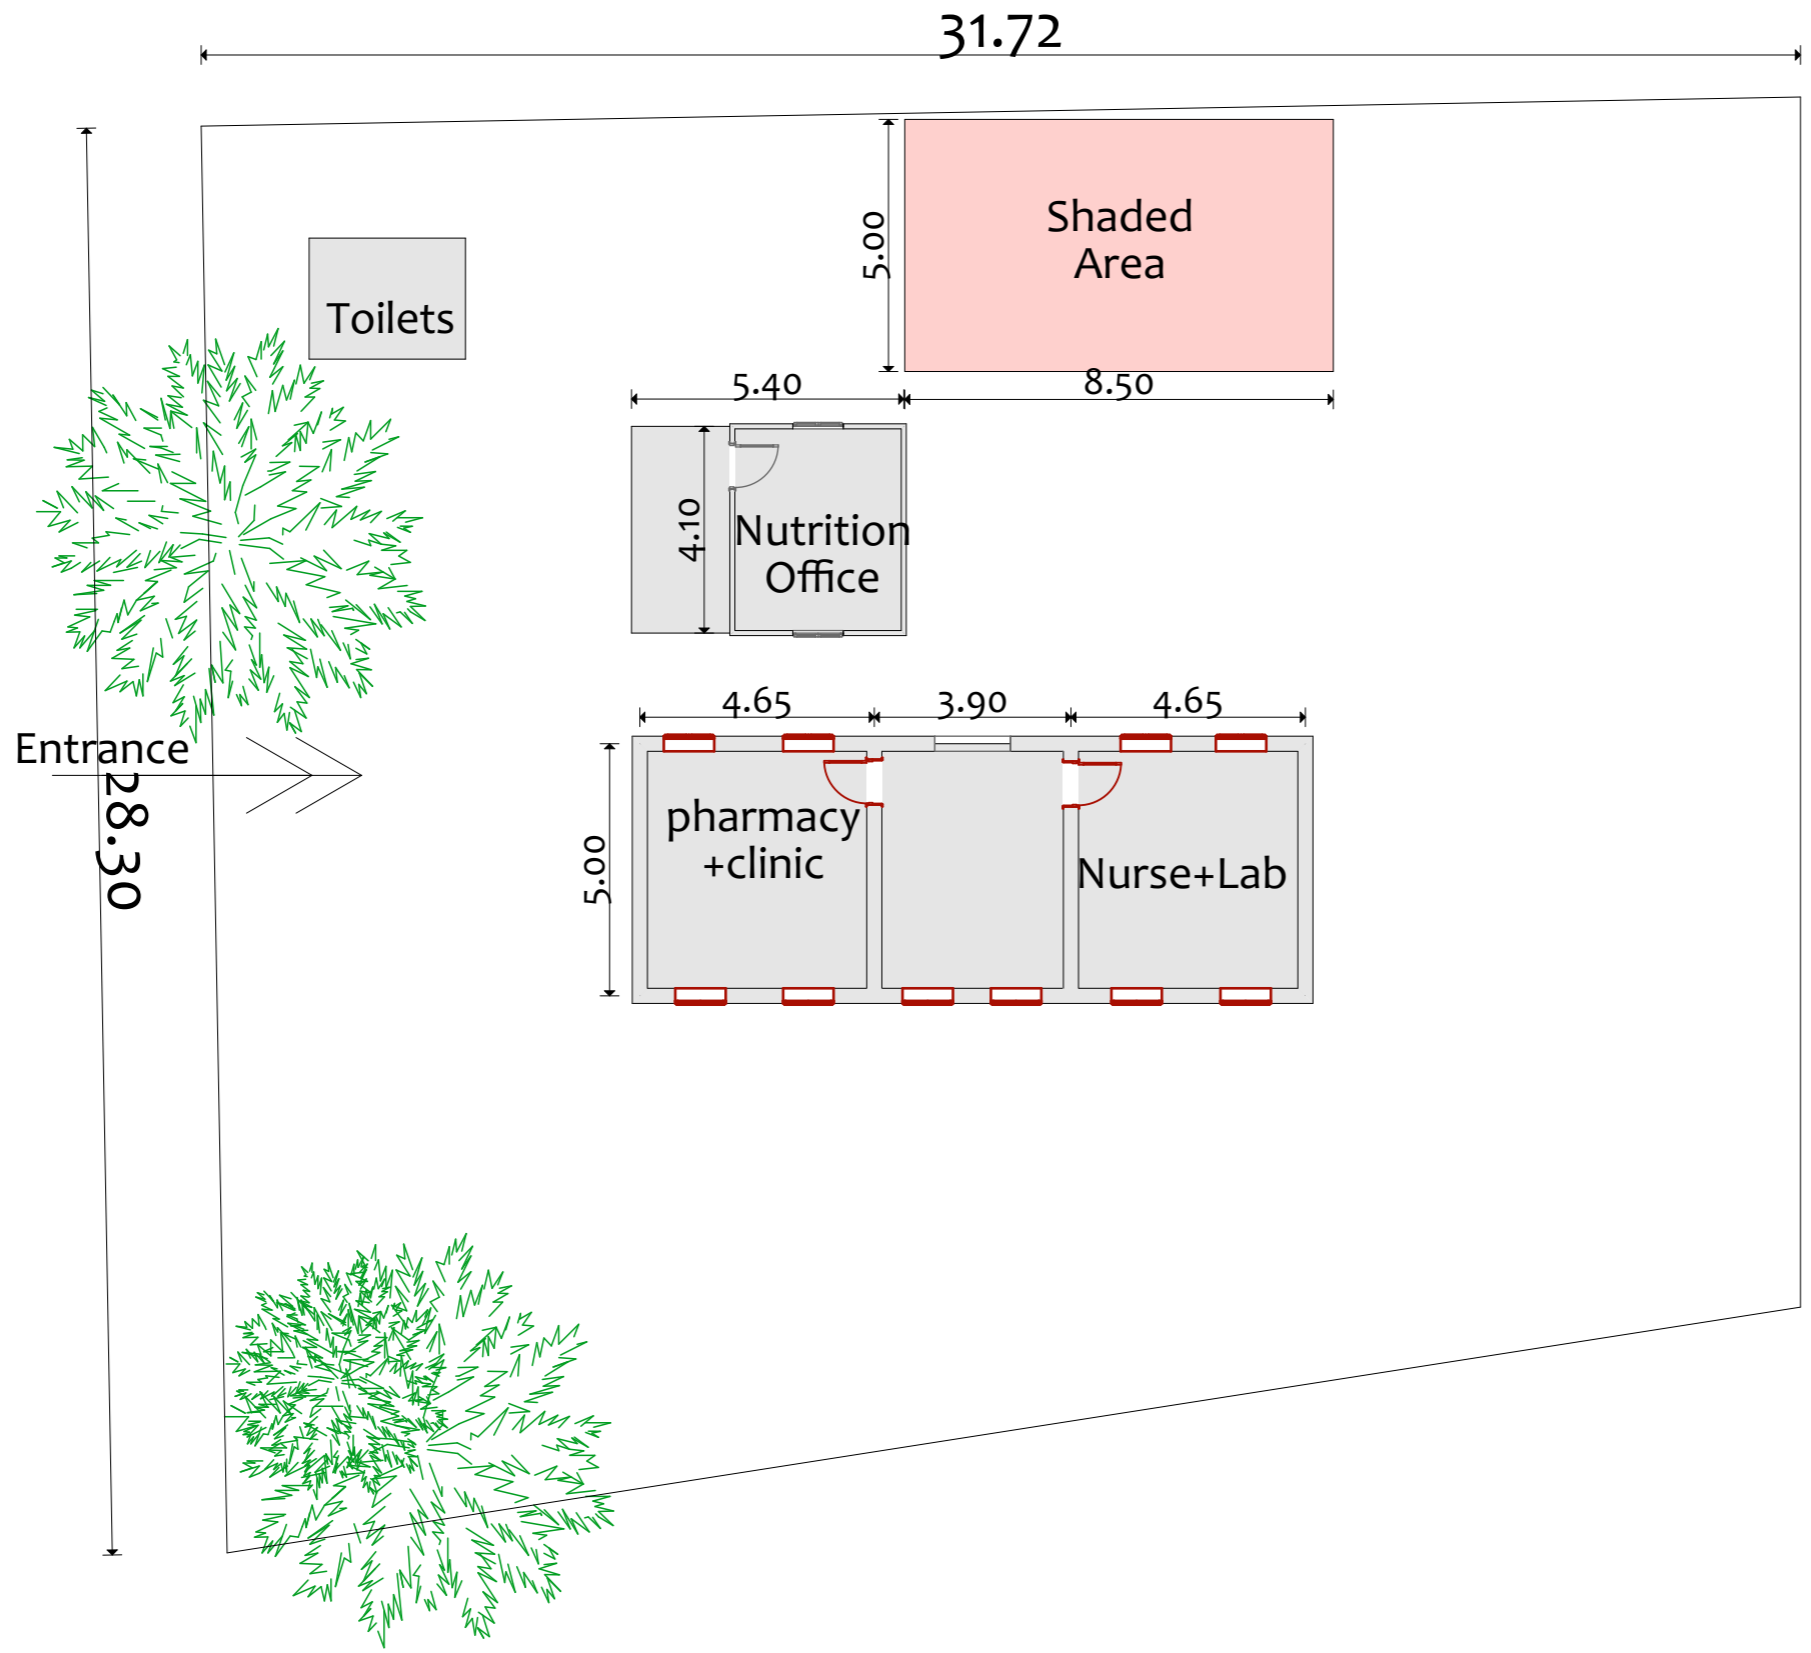 31.72
Shaded
Area
5.00
Toilets
5.40
8.50
4.10
Nutrition
Office
4.65
3.90
4.65
Entrance
28.30
pharmacy
+clinic
5.00
Nurse+Lab